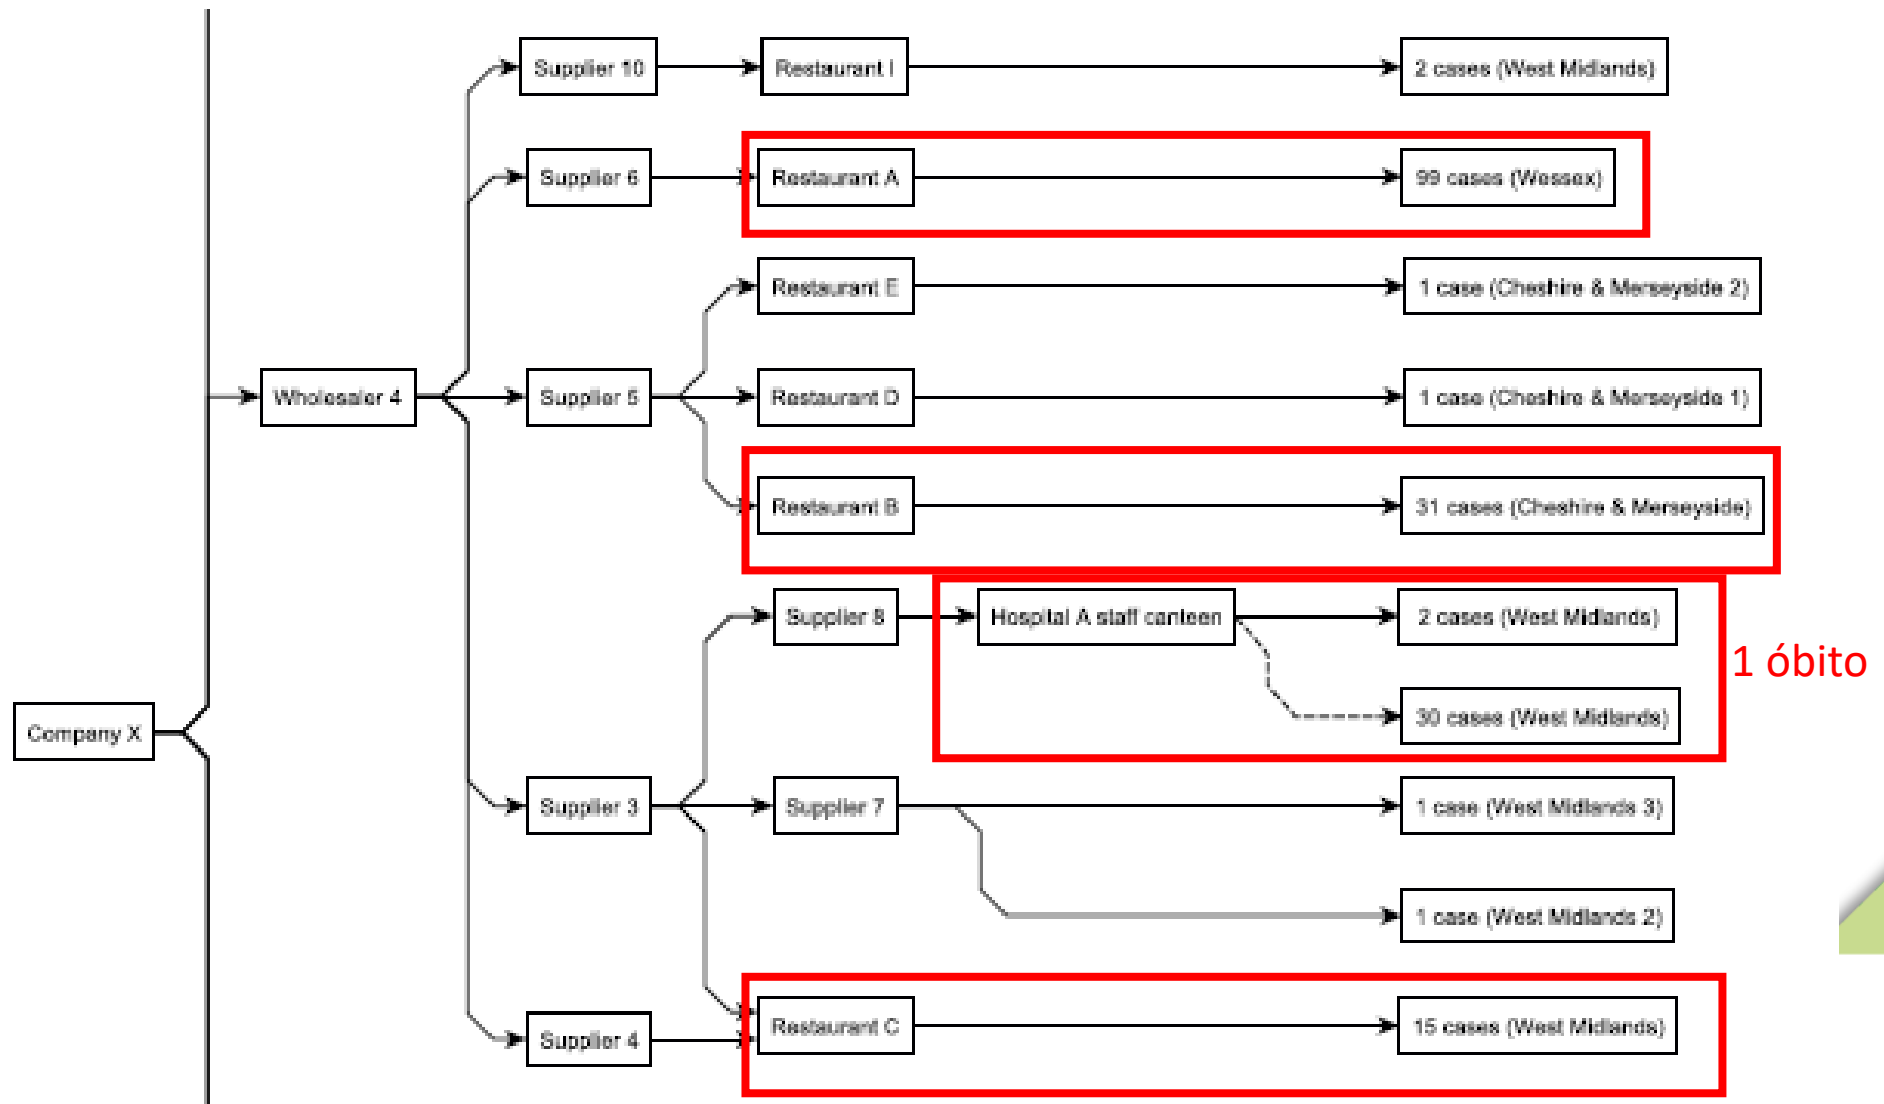 Supplier 10
Restaurant I
2 cases (West Midlands)
Supplier 6
Restaurant A
99 cases (Wessex)
Restaurant E
1 case (Cheshire & Merseyside 2)
Wholesaler 4
Supplier 5
Restaurant D
1 case (Cheshire & Merseyside 1)
Restaurant B
31 cases (Cheshire & Merseyside)
Supplier 8
Hospital A staff canteen
2 cases (West Midlands)
1 óbito
30 cases (West Midlands)
Company X
Supplier 3
Supplier 7
1 case (West Midlands 3)
1 case (West Midlands 2)
Supplier 4
Restaurant C
15 cases (West Midlands)